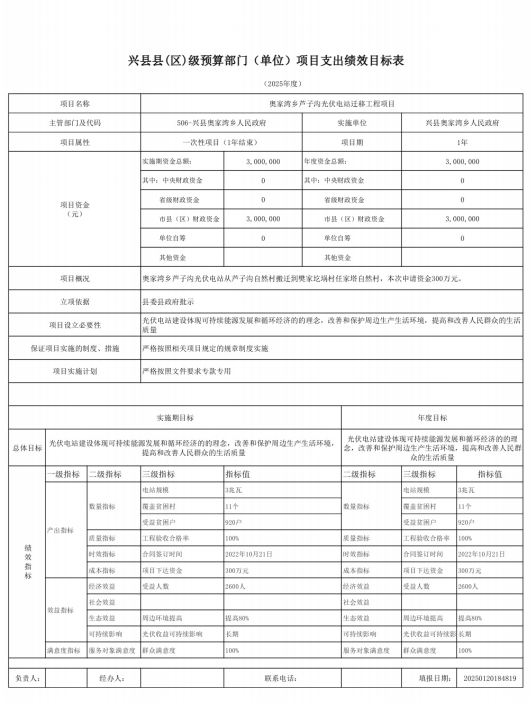 兴县县(区)级预算部门（单位）项目支出绩效目标表
（2025年度）
项目名称 奥家湾乡芦子沟光伏电站迁移工程项目
主管部门及代码 506-兴县奥家湾乡人民政府 实施单位 兴县奥家湾乡人民政府
项目属性 一次性项目（1年结束） 项目期 1年
项目资金（元） 实施期资金总额： 3,000,000 年度资金总额： 3,000,000
其中：中央财政资金 0 其中：中央财政资金 0
省级财政资金 0 省级财政资金 0
市县（区）财政资金 3,000,000 市县（区）财政资金 3,000,000
单位自筹 0 单位自筹 0
其他资金 其他资金
项目概况 奥家湾乡芦子沟光伏电站从芦子沟自然村搬迁到樊家圪埚村任家塔自然村，本次申请资金300万元。
立项依据 县委县政府批示
项目设立必要性 光伏电站建设体现可持续能源发展和循环经济的的理念，改善和保护周边生产生活环境，提高和改善人民群众的生活
质量
保证项目实施的制度、措施 严格按照相关项目规定的规章制度实施
项目实施计划 严格按照文件要求专款专用
实施期目标 年度目标
总体目标 光伏电站建设体现可持续能源发展和循环经济的的理念，改善和保护周边生产生活环境，
提高和改善人民群众的生活质量
光伏电站建设体现可持续能源发展和循环经济的的理
念，改善和保护周边生产生活环境，提高和改善人民群
众的生活质量
绩效指标
一级指标 二级指标 三级指标 指标值 二级指标 三级指标 指标值
产出指标 数量指标 电站规模 3兆瓦 数量指标 电站规模 3兆瓦
覆盖贫困村 11个 覆盖贫困村 11个
受益贫困户 920户 受益贫困户 920户
质量指标 工程验收合格率 100% 质量指标 工程验收合格率 100%
时效指标 合同签订时间 2022年10月21日 时效指标 合同签订时间 2022年10月21日
成本指标 项目下达资金 300万元 成本指标 项目下达资金 300万元
效益指标 经济效益 受益人数 2600人 经济效益 受益人数 2600人
社会效益 社会效益
生态效益 周边环境提高 提高80% 生态效益 周边环境提高 提高80%
可持续影响 光伏收益可持续影响 长期 可持续影响 光伏收益可持续影响 长期
满意度指标 服务对象满意度 群众满意度 100% 服务对象满意度 群众满意度 100%
负责人： 经办人： 联系电话： 填报日期： 20250120184819